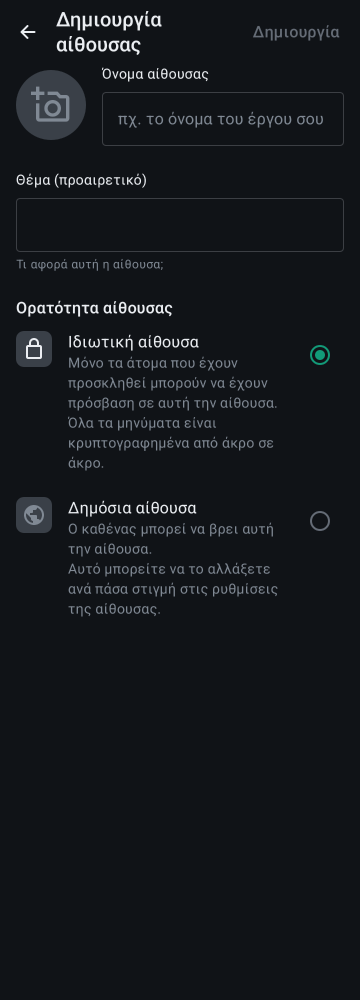 Δημιουργία
αίθουσας
Δημιουργία
Όνομα αίθουσας
πχ. το όνομα του έργου σου
Θέμα (προαιρετικό)
Τι αφορά αυτή η αίθουσα;
Ορατότητα αίθουσας
Ιδιωτική αίθουσα
Μόνο τα άτομα που έχουν
προσκληθεί μπορούν να έχουν
πρόσβαση σε αυτή την αίθουσα.
Όλα τα μηνύματα είναι
κρυπτογραφημένα από άκρο σε
άκρο.
Δημόσια αίθουσα
Ο καθένας μπορεί να βρει αυτή
την αίθουσα.
Αυτό μπορείτε να το αλλάξετε
ανά πάσα στιγμή στις ρυθμίσεις
της αίθουσας.